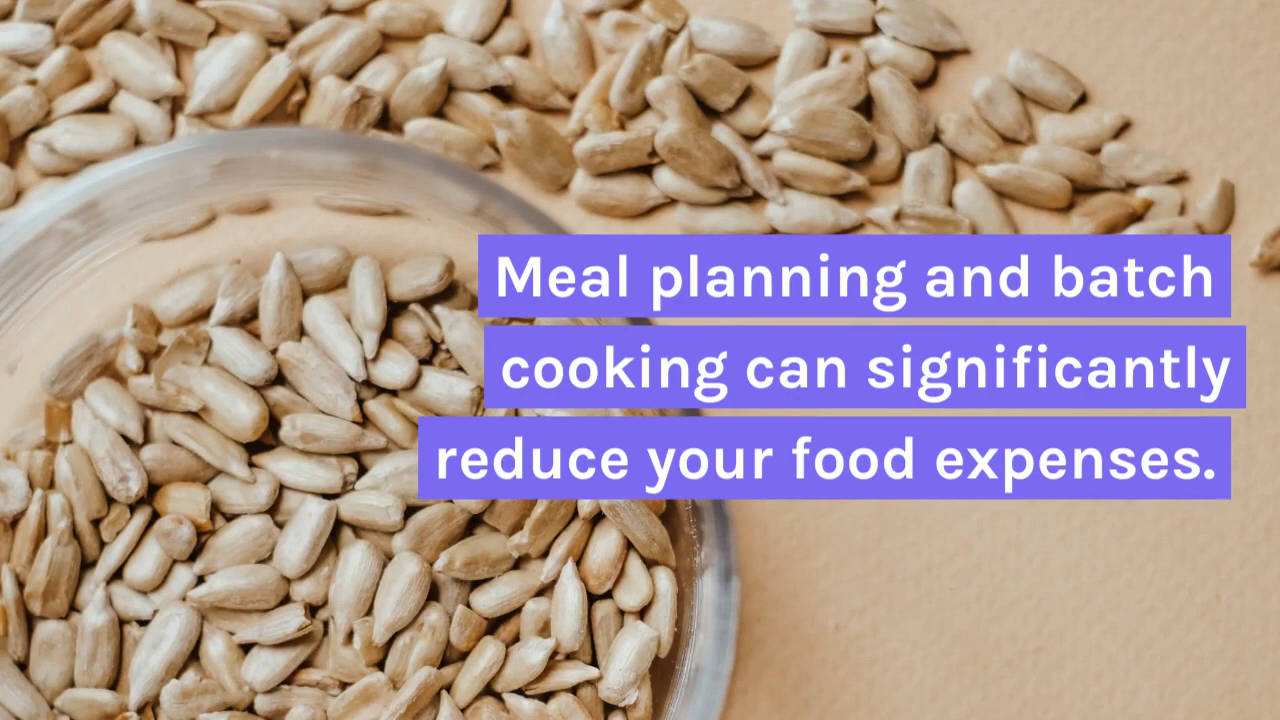 Meal planning and batch
cooking can significantly
reduce your food expenses.